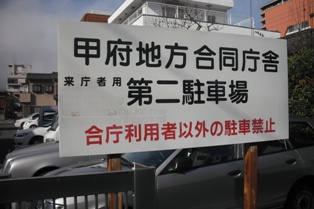 甲府地方合同庁舎
来庁者用 第二駐車場
合庁利用者以外の駐車禁止